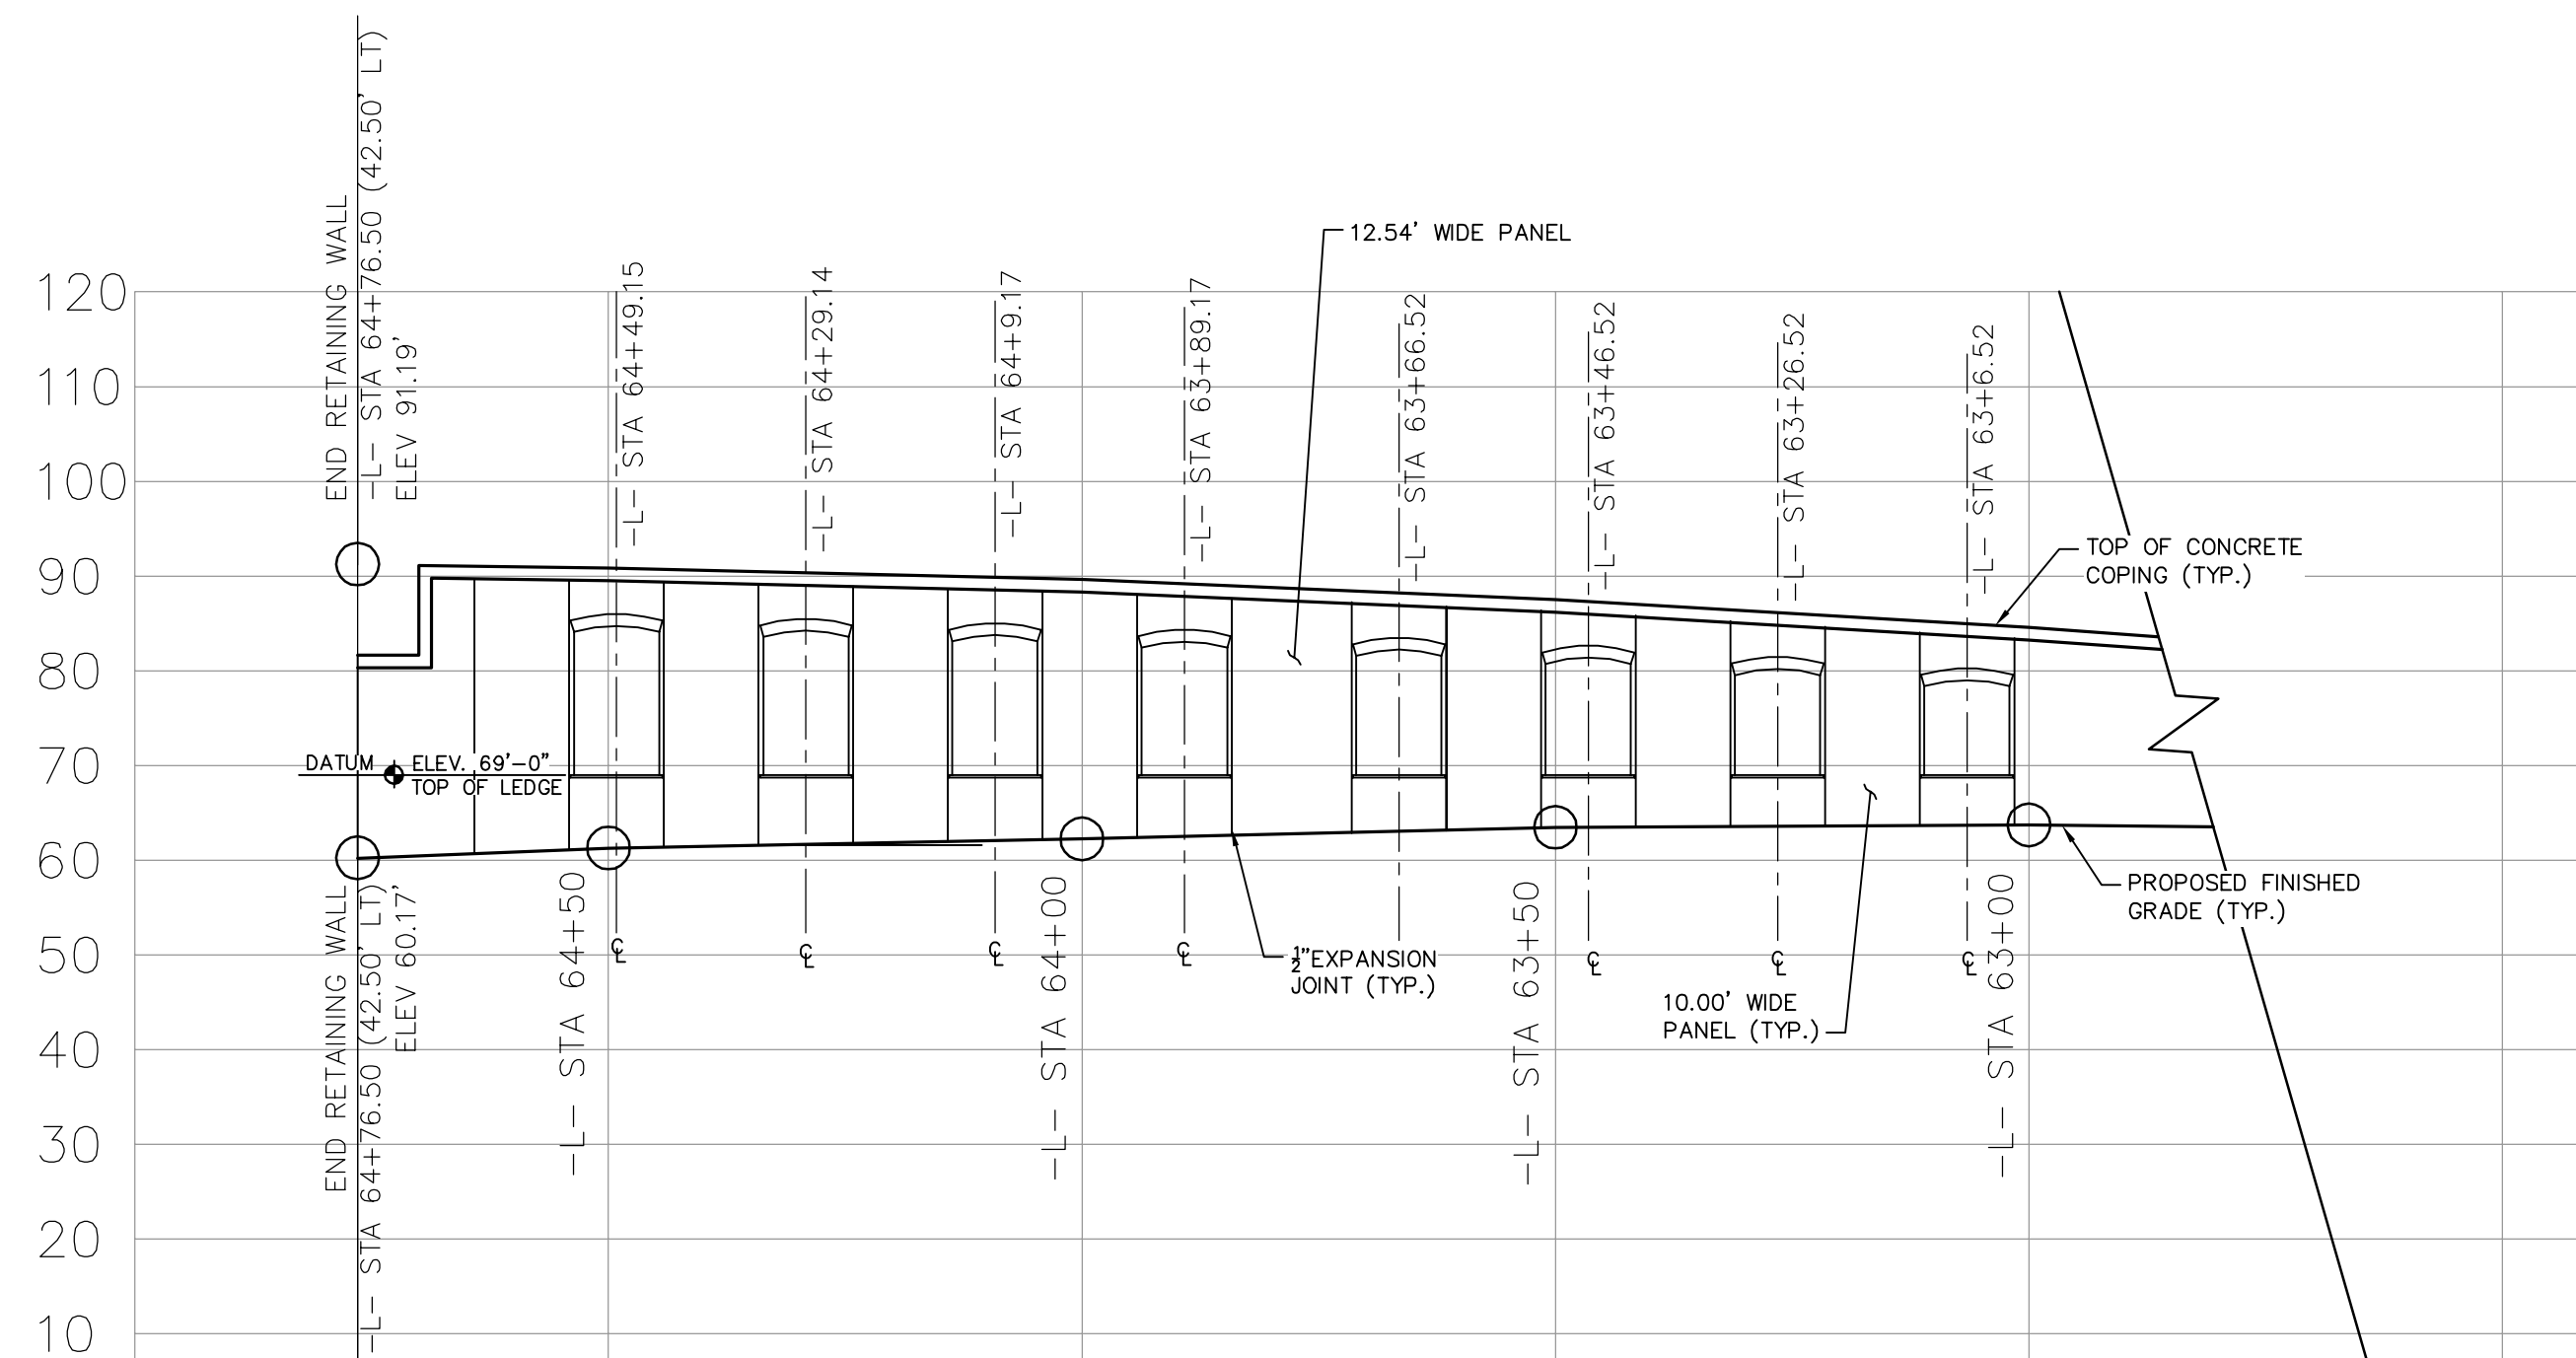 END RETAINING WALL
-L- STA 64+76.50 (42.50' LT)
ELEV 91.19'
12.54' WIDE PANEL
-L- STA 64+49.15
-L- STA 64+29.14
-L- STA 64+9.17
-L- STA 63+89.17
-L- STA 63+66.52
-L- STA 63+46.52
-L- STA 63+26.52
-L- STA 63+6.52
120
110
100
90
80
70
60
50
40
30
20
10
TOP OF CONCRETE
COPING (TYP.)
DATUM
ELEV. 69'-0"
TOP OF LEDGE
PROPOSED FINISHED
GRADE (TYP.)
END RETAINING WALL
-L- STA 64+76.50 (42.50' LT)
ELEV 60.17'
-L- STA 64+50
-L- STA 64+00
-L- STA 63+50
-L- STA 63+00
℄
℄
℄
℄
℄
℄
℄
½" EXPANSION
JOINT (TYP.)
10.00' WIDE
PANEL (TYP.)